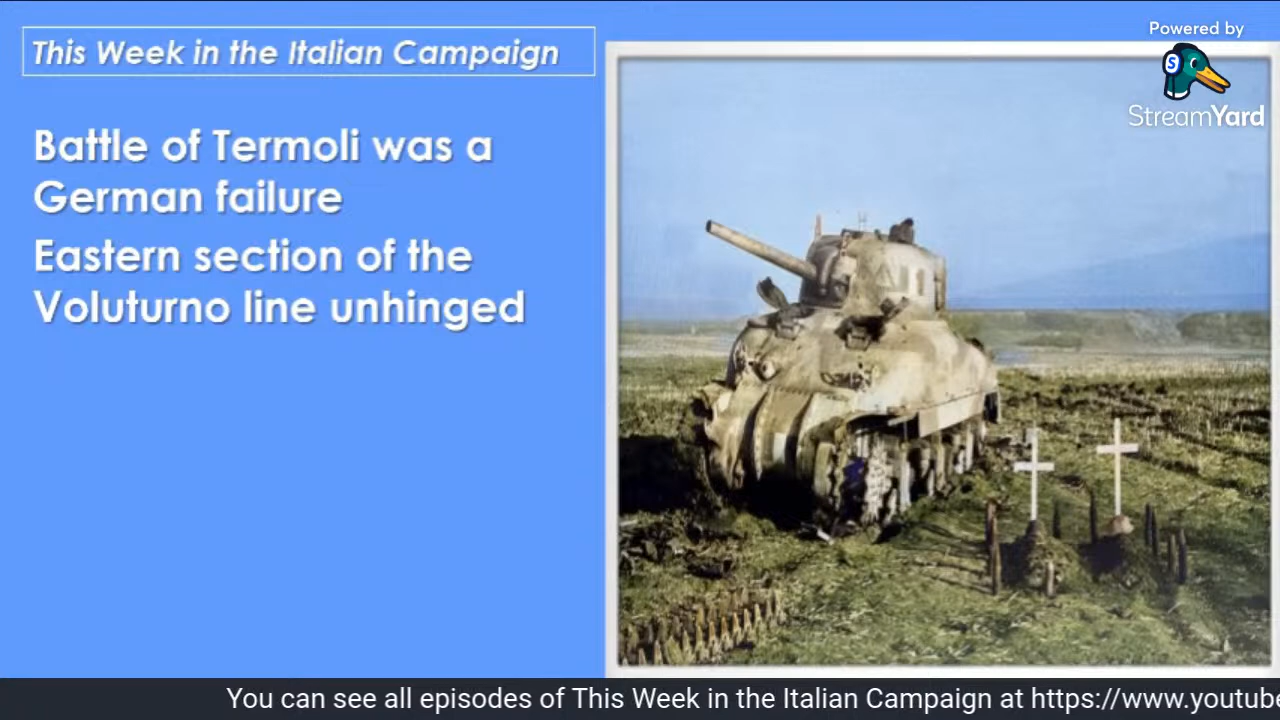 This Week in the Italian Campaign
Powered by
StreamYard
Battle of Termoli was a
German failure
Eastern section of the
Voluturno line unhinged
You can see all episodes of This Week in the Italian Campaign at https://www.youtube